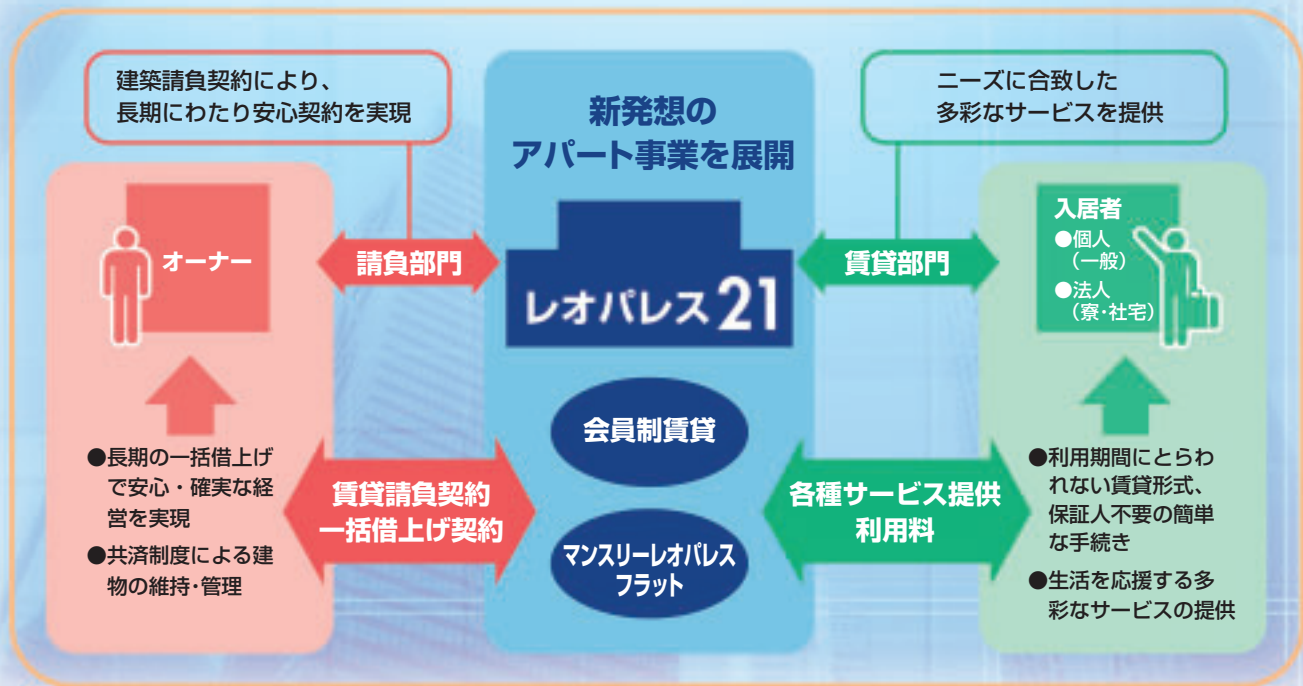 建築請負契約により、
長期にわたり安心契約を実現
オーナー
請負部門
●長期の一括借上げ
で安心・確実な経
営を実現
●共済制度による建
物の維持・管理
賃貸請負契約
一括借上げ契約
新発想の
アパート事業を展開
レオパレス21
会員制賃貸
マンスリーレオパレス
フラット
ニーズに合致した
多彩なサービスを提供
賃貸部門
入居者
●個人
（一般）
●法人
（寮・社宅）
各種サービス提供
利用料
●利用期間にとらわ
れない賃貸形式、
保証人不要の簡単
な手続き
●生活を応援する多
彩なサービスの提供